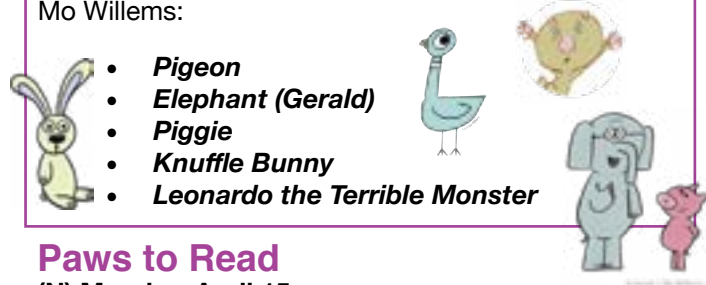 Mo Willems:
• Pigeon
• Elephant (Gerald)
• Piggie
• Knuffle Bunny
• Leonardo the Terrible Monster
Paws to Read